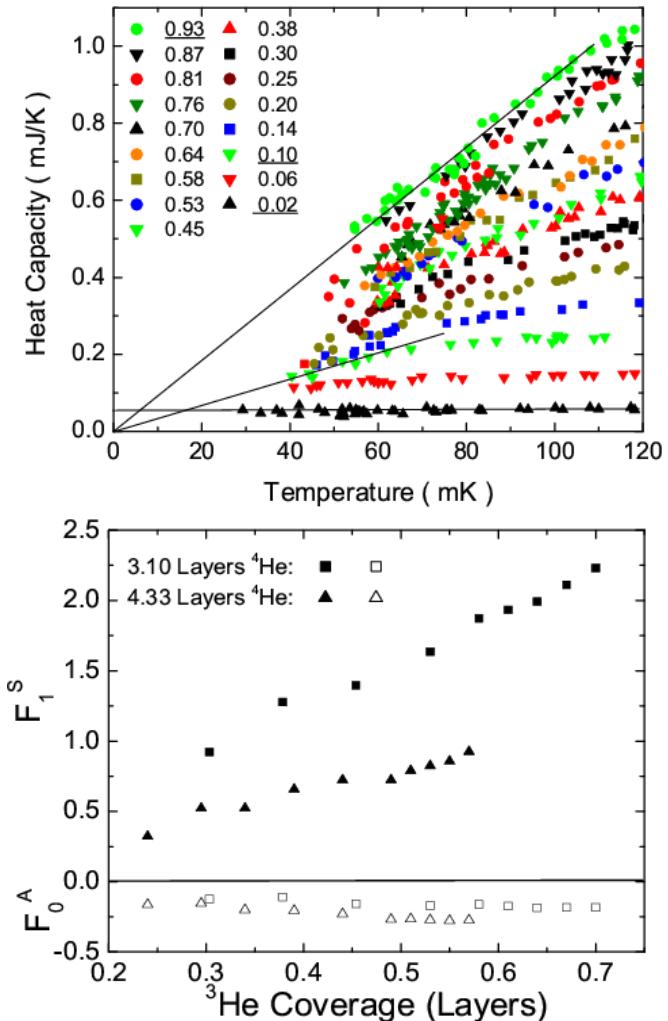 1.0
0.8
0.6
0.4
0.2
0.0
Heat Capacity ( mJ/K )
0.93 0.38
0.87 0.30
0.81 0.25
0.76 0.20
0.70 0.14
0.64 0.10
0.58 0.06
0.53 0.02
0.45
0 20 40 60 80 100 120
Temperature ( mK )
2.5
2.0
1.5
1.0
0.5
0.0
-0.5
F₁ˢ
F₀ᴬ
3.10 Layers ⁴He:
4.33 Layers ⁴He:
0.2 0.3 0.4 0.5 0.6 0.7
³He Coverage (Layers)